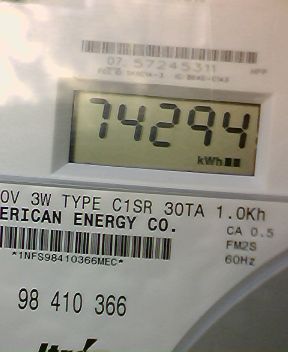 07 57245311
74294
kWh
0V 3W TYPE C1SR 30TA 1.0Kh
ERICAN ENERGY CO.
CA 0.5
FM2S
*1NFS98410366MEC*
60Hz
98 410 366